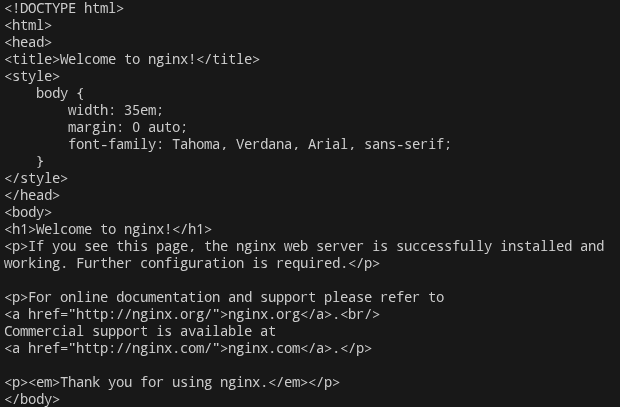 <!DOCTYPE html>
<html>
<head>
<title>Welcome to nginx!</title>
<style>
    body {
        width: 35em;
        margin: 0 auto;
        font-family: Tahoma, Verdana, Arial, sans-serif;
    }
</style>
</head>
<body>
<h1>Welcome to nginx!</h1>
<p>If you see this page, the nginx web server is successfully installed and
working. Further configuration is required.</p>

<p>For online documentation and support please refer to
<a href="http://nginx.org/">nginx.org</a>.<br/>
Commercial support is available at
<a href="http://nginx.com/">nginx.com</a>.</p>

<p><em>Thank you for using nginx.</em></p>
</body>